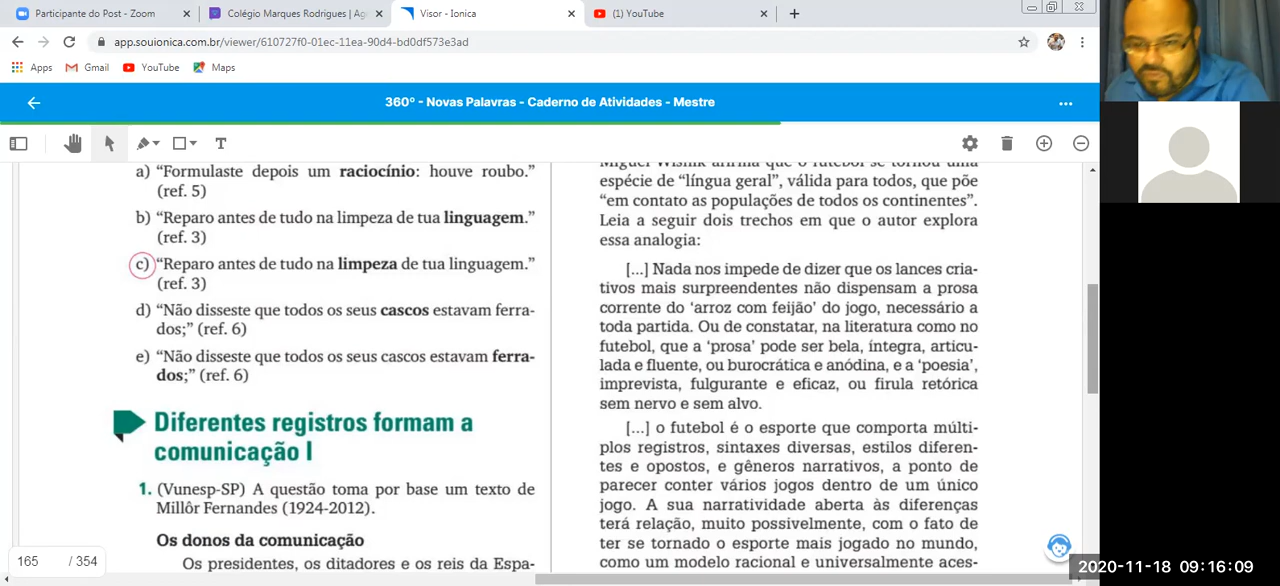 Participante do Post - Zoom
Colégio Marques Rodrigues | Ag
Visor - Ionica
YouTube
app.souionica.com.br/viewer/610727f0-01ec-11ea-90d4-bd0df573e3ad
Apps
Gmail
YouTube
Maps
360º - Novas Palavras - Caderno de Atividades - Mestre
T
a) “Formulaste depois um raciocínio: houve roubo.”
(ref. 5)
b) “Reparo antes de tudo na limpeza de tua linguagem.”
(ref. 3)
c) “Reparo antes de tudo na limpeza de tua linguagem.”
(ref. 3)
d) “Não disseste que todos os seus cascos estavam ferra-
dos;” (ref. 6)
e) “Não disseste que todos os seus cascos estavam ferra-
dos;” (ref. 6)
Diferentes registros formam a
comunicação I
1. (Vunesp-SP) A questão toma por base um texto de
Millôr Fernandes (1924-2012).
Os donos da comunicação
Os presidentes, os ditadores e os reis da Espa-
Miguel Wisnik afirma que o futebol se tornou uma
espécie de “língua geral”, válida para todos, que põe
“em contato as populações de todos os continentes”.
Leia a seguir dois trechos em que o autor explora
essa analogia:
[...] Nada nos impede de dizer que os lances cria-
tivos mais surpreendentes não dispensam a prosa
corrente do ‘arroz com feijão’ do jogo, necessário a
toda partida. Ou de constatar, na literatura como no
futebol, que a ‘prosa’ pode ser bela, íntegra, articu-
lada e fluente, ou burocrática e anódina, e a ‘poesia’,
imprevista, fulgurante e eficaz, ou firula retórica
sem nervo e sem alvo.
[...] o futebol é o esporte que comporta múlti-
plos registros, sintaxes diversas, estilos diferen-
tes e opostos, e gêneros narrativos, a ponto de
parecer conter vários jogos dentro de um único
jogo. A sua narratividade aberta às diferenças
terá relação, muito possivelmente, com o fato de
ter se tornado o esporte mais jogado no mundo,
como um modelo racional e universalmente aces-
165 / 354
2020-11-18 09:16:09